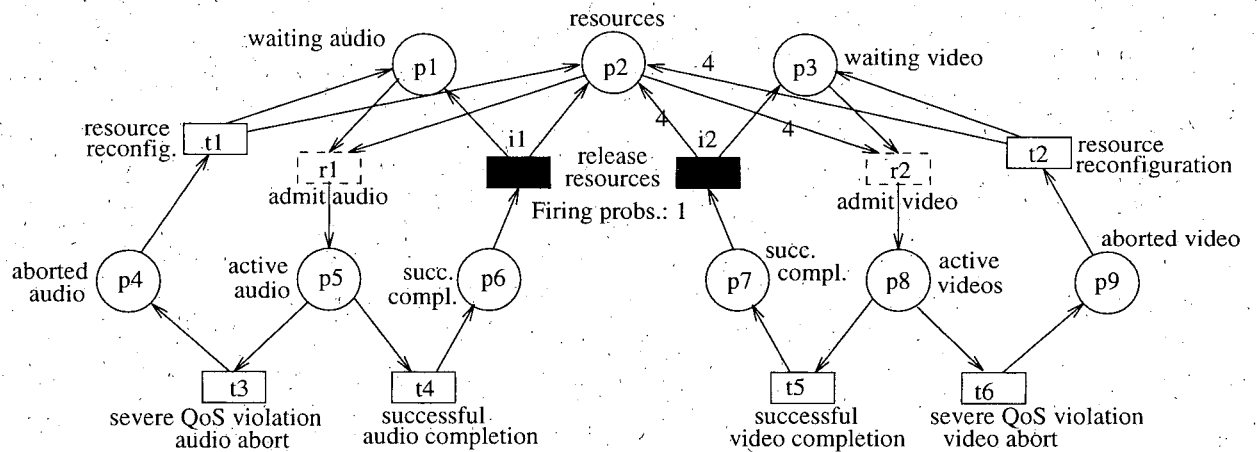 resources
waiting audio
p1
p2
p3
waiting video
4
resource
reconfig.
t1
4
4
i1
i2
r1
admit audio
release
resources
r2
admit video
t2
resource
reconfiguration
Firing probs.: 1
aborted
audio
p4
active
audio
p5
succ.
compl.
p6
p7
succ.
compl.
p8
active
videos
aborted video
p9
t3
severe QoS violation
audio abort
t4
successful
audio completion
t5
successful
video completion
t6
severe QoS violation
video abort